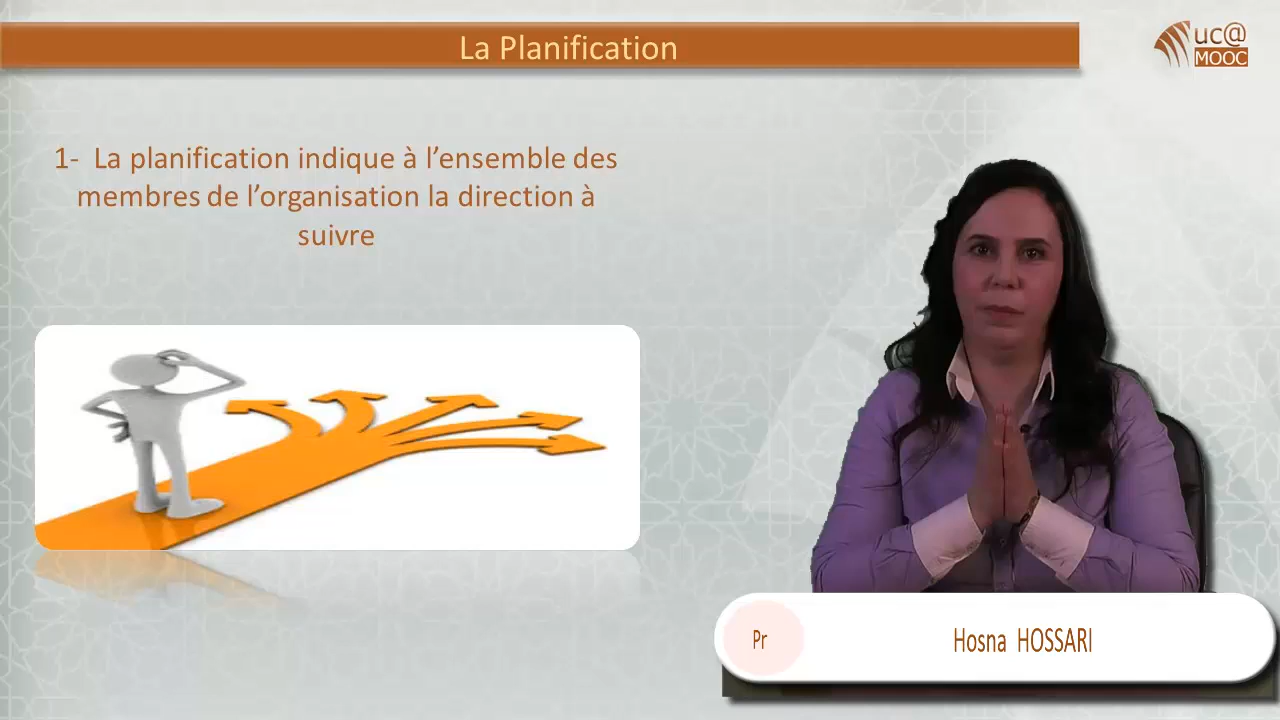 La Planification
uc@
MOOC
1- La planification indique à l’ensemble des
membres de l’organisation la direction à
suivre
Pr
Hosna HOSSARI